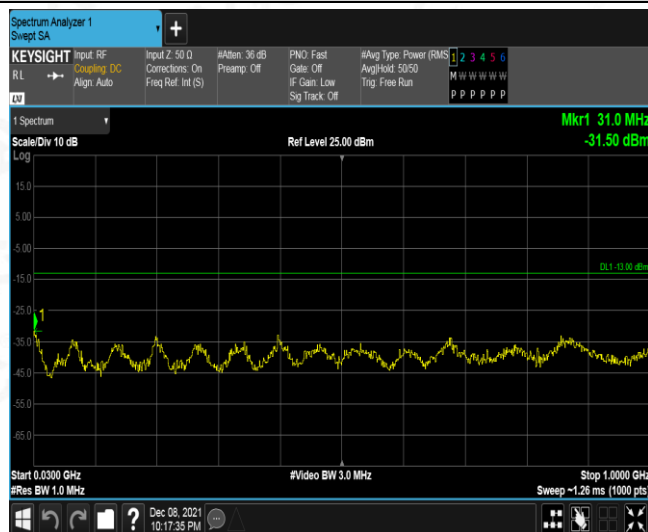 Spectrum Analyzer 1
Swept SA
+
KEYSIGHT
RL
LXI
Input: RF
Coupling: DC
Align: Auto
Input Z: 50 Ω
Corrections: On
Freq Ref: Int (S)
#Atten: 36 dB
Preamp: Off
PNO: Fast
Gate: Off
IF Gain: Low
Sig Track: Off
#Avg Type: Power (RMS
Avg|Hold: 50/50
Trig: Free Run
1 2 3 4 5 6
M W W W W W
P P P P P P
1 Spectrum
Mkr1 31.0 MHz
-31.50 dBm
Scale/Div 10 dB
Ref Level 25.00 dBm
Log
15.0
5.00
-5.00
DL1 -13.00 dBm
-15.0
-25.0
1
-35.0
-45.0
-55.0
-65.0
Start 0.0300 GHz
#Video BW 3.0 MHz
Stop 1.0000 GHz
#Res BW 1.0 MHz
Sweep ~1.26 ms (1000 pts)
?
Dec 08, 2021
10:17:35 PM